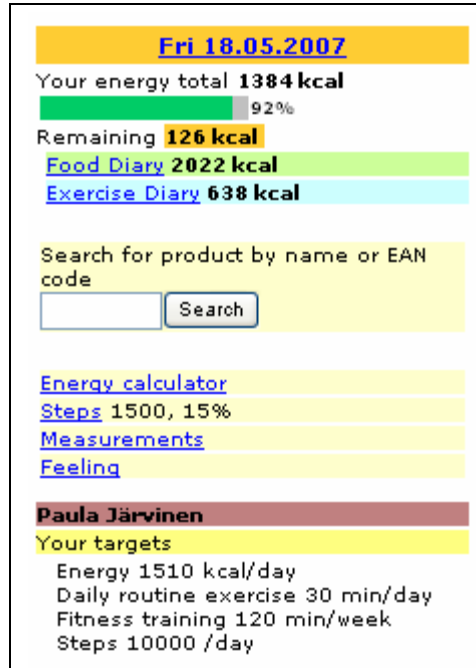 Fri 18.05.2007
Your energy total 1384 kcal
92%
Remaining 126 kcal
Food Diary 2022 kcal
Exercise Diary 638 kcal
Search for product by name or EAN
code
Search
Energy calculator
Steps 1500, 15%
Measurements
Feeling
Paula Järvinen
Your targets
Energy 1510 kcal/day
Daily routine exercise 30 min/day
Fitness training 120 min/week
Steps 10000 /day